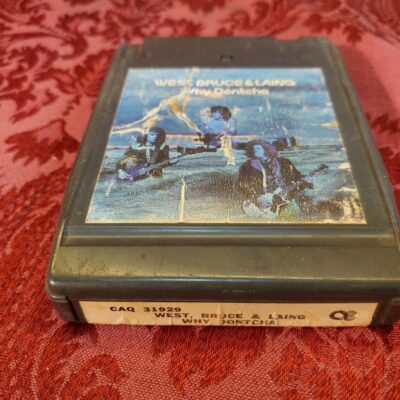 WEST, BRUCE & LAING
Why Dontcha
CAQ 31929
WEST, BRUCE & LAING
WHY DONTCHA